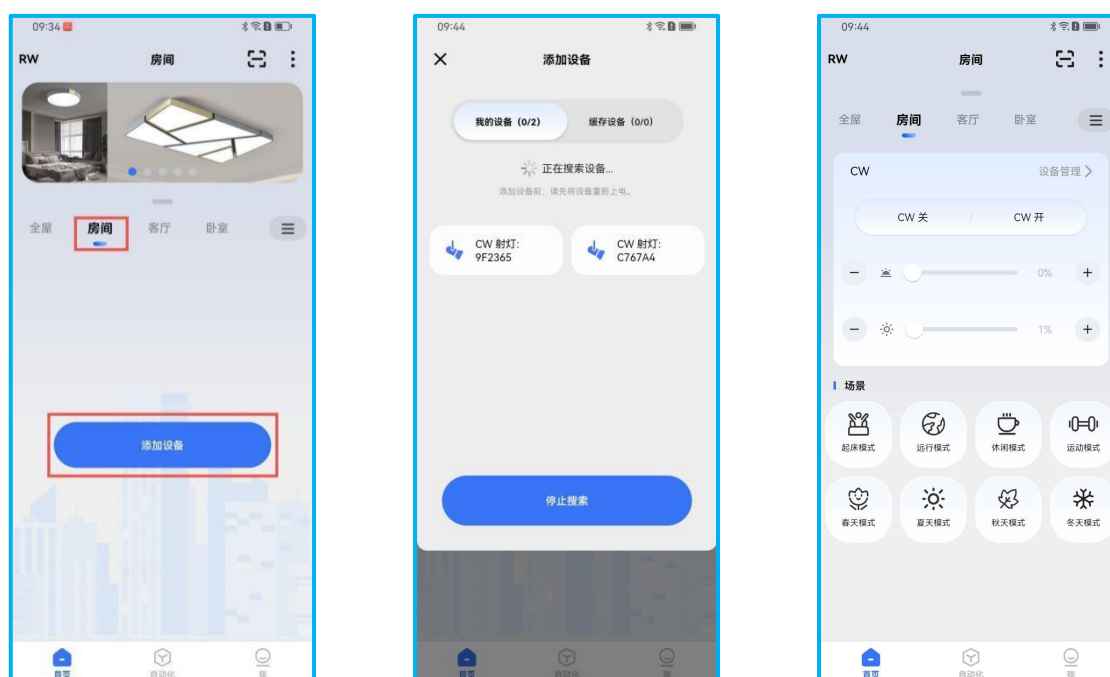 09:34
RW 房间
全屋 房间 客厅 卧室
添加设备
首页 自动化 我
09:44
添加设备
我的设备（0/2） 缓存设备（0/0）
正在搜索设备...
添加设备前，请先将设备重新上电。
CW 射灯:
9F2365
CW 射灯:
C767A4
停止搜索
首页 自动化 我
09:44
RW 房间
全屋 房间 客厅 卧室
CW 设备管理
CW 关 CW 开
0%
1%
场景
起床模式 远行模式 休闲模式 运动模式
春天模式 夏天模式 秋天模式 冬天模式
首页 自动化 我